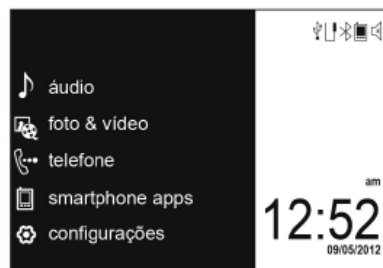 áudio
foto & vídeo
telefone
smartphone apps
configurações
am
12:52
09/05/2012